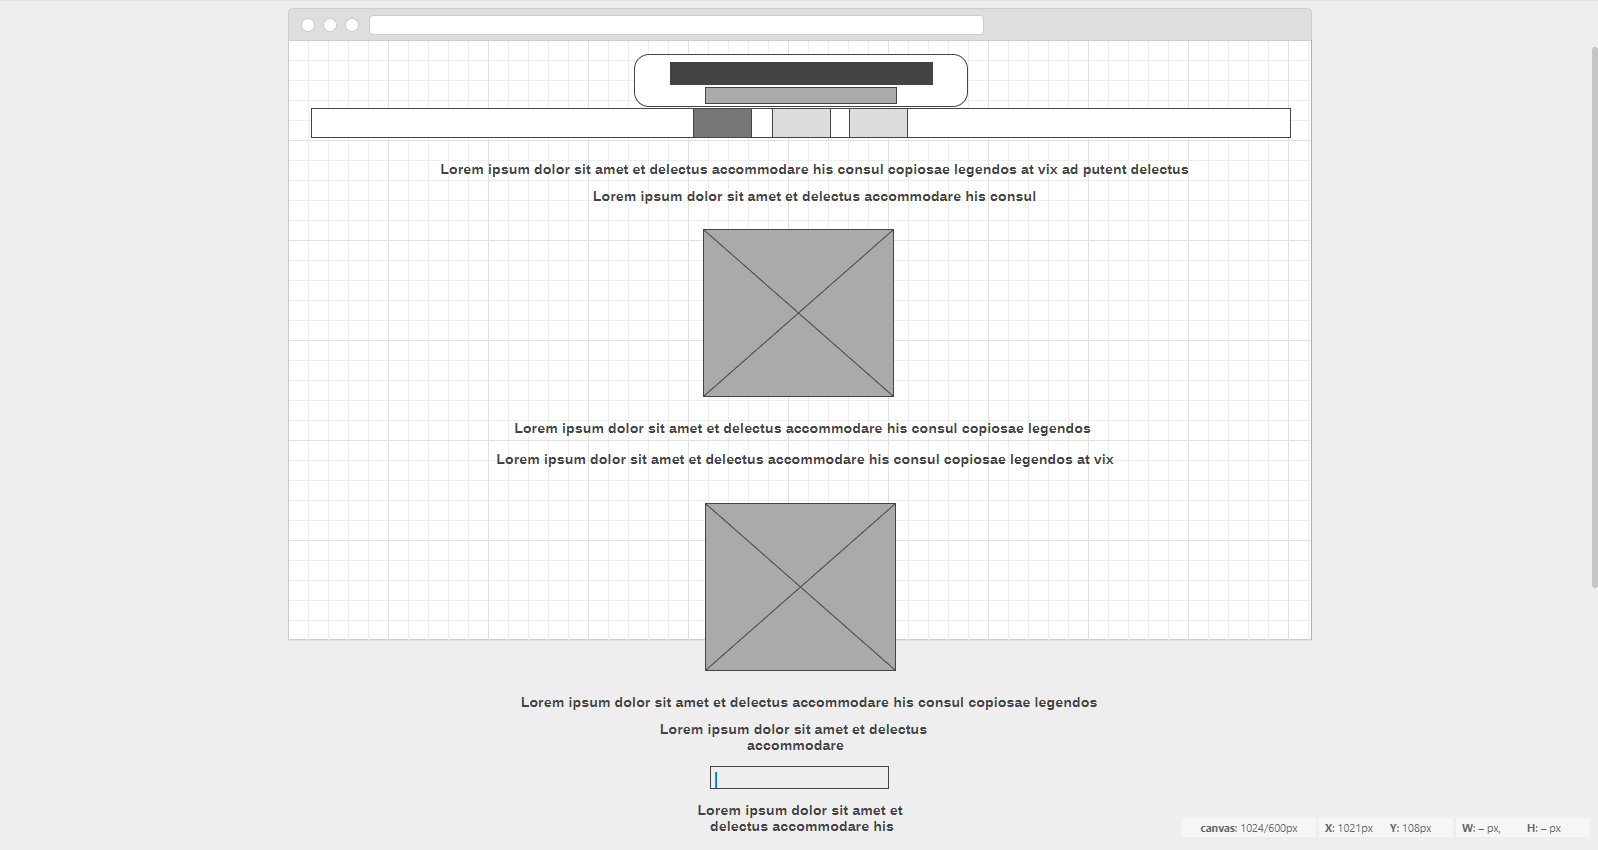 Lorem ipsum dolor sit amet et delectus accommodare his consul copiosae legendos at vix ad putent delectus
Lorem ipsum dolor sit amet et delectus accommodare his consul
Lorem ipsum dolor sit amet et delectus accommodare his consul copiosae legendos
Lorem ipsum dolor sit amet et delectus accommodare his consul copiosae legendos at vix
Lorem ipsum dolor sit amet et delectus accommodare his consul copiosae legendos
Lorem ipsum dolor sit amet et delectus
accommodare
Lorem ipsum dolor sit amet et
delectus accommodare his
canvas: 1024/600px X: 1021px Y: 108px W: – px, H: – px